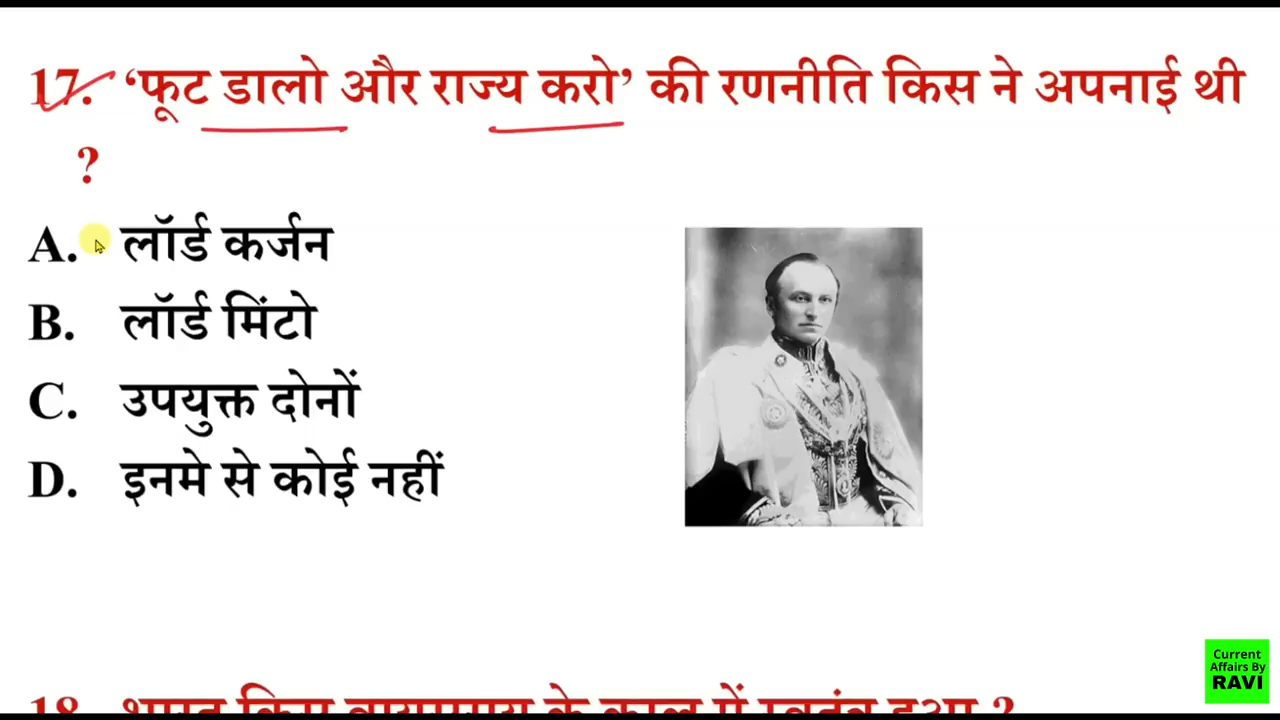 17. ‘फूट डालो और राज्य करो’ की रणनीति किस ने अपनाई थी
?
A. लॉर्ड कर्जन
B. लॉर्ड मिंटो
C. उपयुक्त दोनों
D. इनमे से कोई नहीं
Current
Affairs By
RAVI
18. भारत किस वायसराय के काल में स्वतंत्र हुआ ?